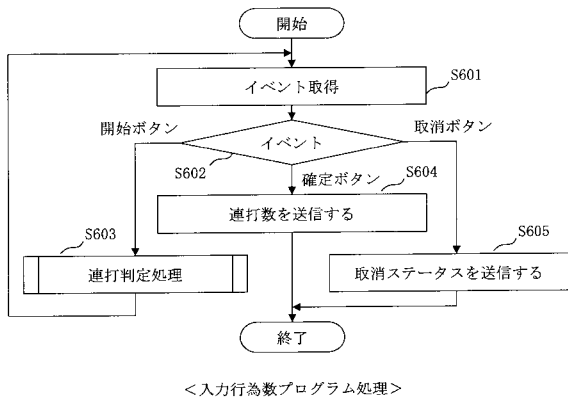 開始
S601
イベント取得
開始ボタン
取消ボタン
イベント
S602
S604
確定ボタン
連打数を送信する
S603
S605
連打判定処理
取消ステータスを送信する
終了
＜入力行為数プログラム処理＞